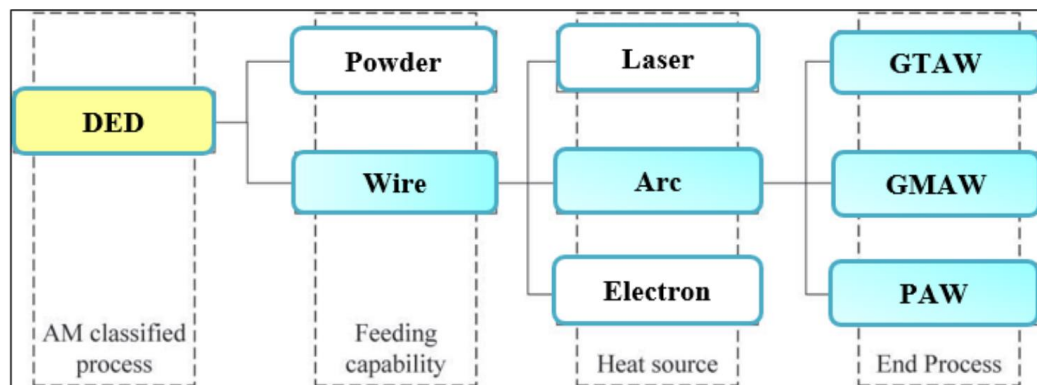 DED
Powder
Wire
Laser
Arc
Electron
GTAW
GMAW
PAW
AM classified
process
Feeding
capability
Heat source
End Process